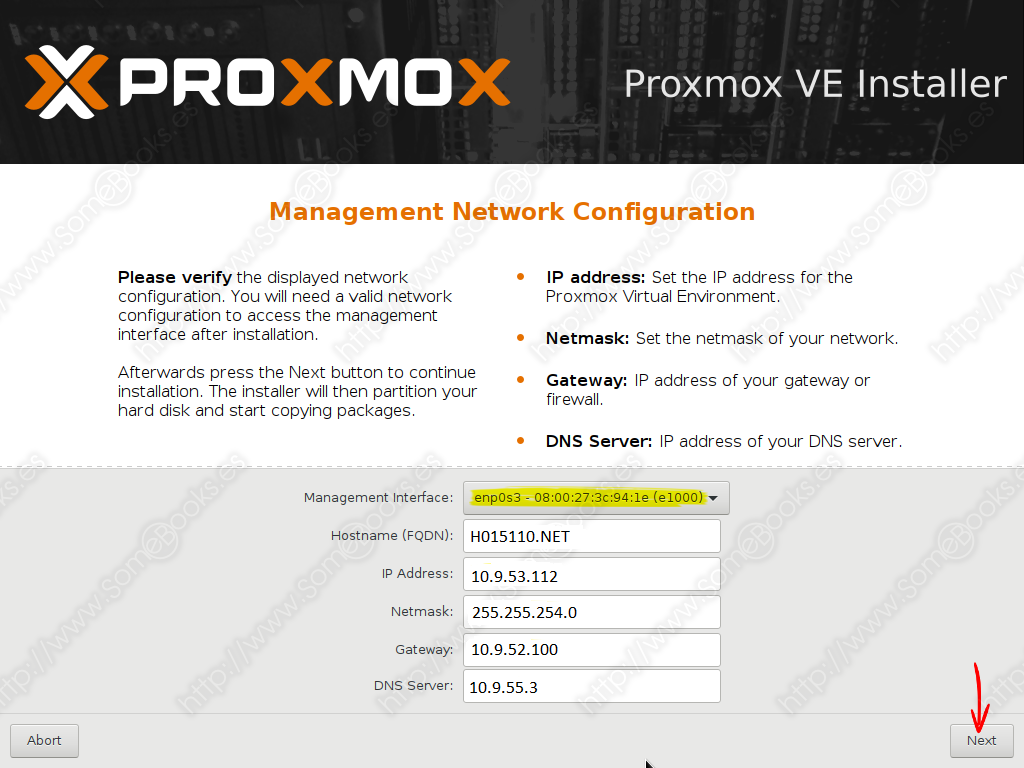 PROXMOX
Proxmox VE Installer
Management Network Configuration
Please verify the displayed network
configuration. You will need a valid network
configuration to access the management
interface after installation.
Afterwards press the Next button to continue
installation. The installer will then partition your
hard disk and start copying packages.
IP address: Set the IP address for the
Proxmox Virtual Environment.
Netmask: Set the netmask of your network.
Gateway: IP address of your gateway or
firewall.
DNS Server: IP address of your DNS server.
Management Interface: enp0s3 - 08:00:27:3c:94:1e (e1000)
Hostname (FQDN): H015110.NET
IP Address: 10.9.53.112
Netmask: 255.255.254.0
Gateway: 10.9.52.100
DNS Server: 10.9.55.3
Abort
Next
http://www.SomeBooks.es